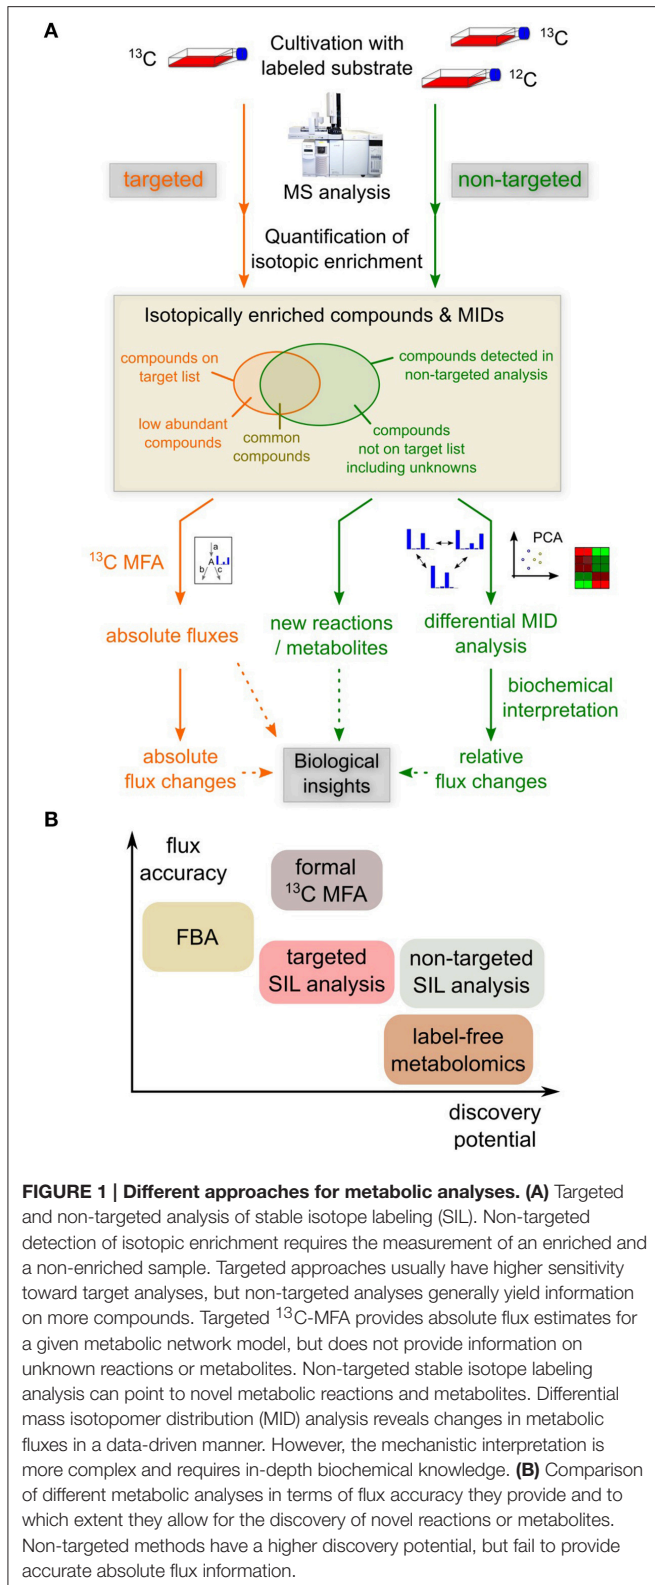 A
13C
Cultivation with
labeled substrate
13C
12C
targeted
MS analysis
non-targeted
Quantification of
isotopic enrichment
Isotopically enriched compounds & MIDs
compounds on
target list
compounds detected in
non-targeted analysis
low abundant
compounds
common
compounds
compounds
not on target list
including unknowns
13C MFA
a
A
b
c
PCA
absolute fluxes
new reactions
/ metabolites
differential MID
analysis
biochemical
interpretation
absolute
flux changes
Biological
insights
relative
flux changes
B
flux
accuracy
formal
13C MFA
FBA
targeted
SIL analysis
non-targeted
SIL analysis
label-free
metabolomics
discovery
potential
FIGURE 1 | Different approaches for metabolic analyses. (A) Targeted
and non-targeted analysis of stable isotope labeling (SIL). Non-targeted
detection of isotopic enrichment requires the measurement of an enriched and
a non-enriched sample. Targeted approaches usually have higher sensitivity
toward target analyses, but non-targeted analyses generally yield information
on more compounds. Targeted 13C-MFA provides absolute flux estimates for
a given metabolic network model, but does not provide information on
unknown reactions or metabolites. Non-targeted stable isotope labeling
analysis can point to novel metabolic reactions and metabolites. Differential
mass isotopomer distribution (MID) analysis reveals changes in metabolic
fluxes in a data-driven manner. However, the mechanistic interpretation is
more complex and requires in-depth biochemical knowledge. (B) Comparison
of different metabolic analyses in terms of flux accuracy they provide and to
which extent they allow for the discovery of novel reactions or metabolites.
Non-targeted methods have a higher discovery potential, but fail to provide
accurate absolute flux information.